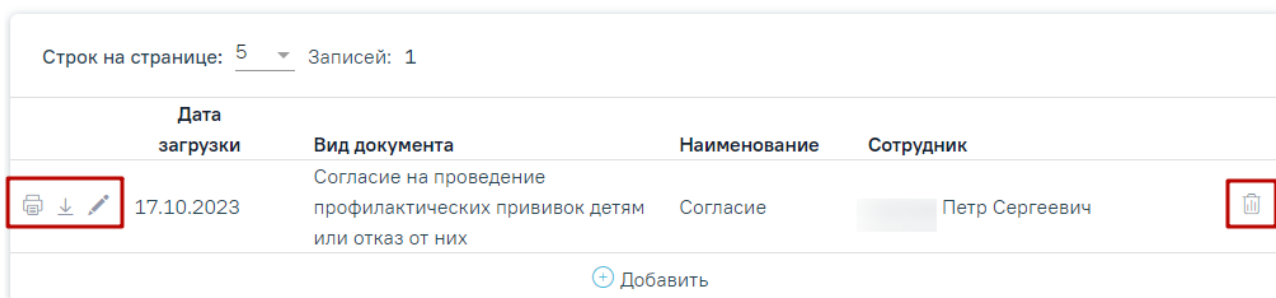 Строк на странице: 5 Записей: 1
Дата
загрузки Вид документа Наименование Сотрудник
Согласие на проведение
17.10.2023 профилактических прививок детям Согласие Петр Сергеевич
или отказ от них
Добавить